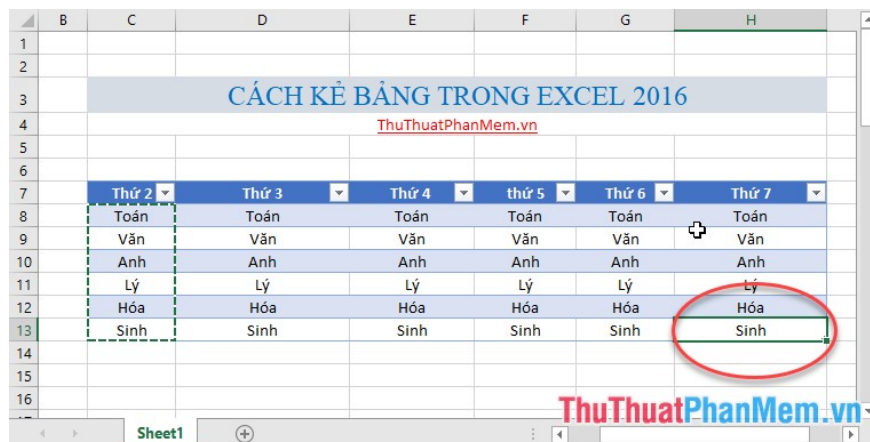 B C D E F G H
1
2
3 CÁCH KẺ BẢNG TRONG EXCEL 2016
4 ThuThuatPhanMem.vn
5
6
7 Thứ 2 Thứ 3 Thứ 4 thứ 5 Thứ 6 Thứ 7
8 Toán Toán Toán Toán Toán Toán
9 Văn Văn Văn Văn Văn Văn
10 Anh Anh Anh Anh Anh Anh
11 Lý Lý Lý Lý Lý Lý
12 Hóa Hóa Hóa Hóa Hóa Hóa
13 Sinh Sinh Sinh Sinh Sinh Sinh
14
15
16
ThuThuatPhanMem.vn
Sheet1